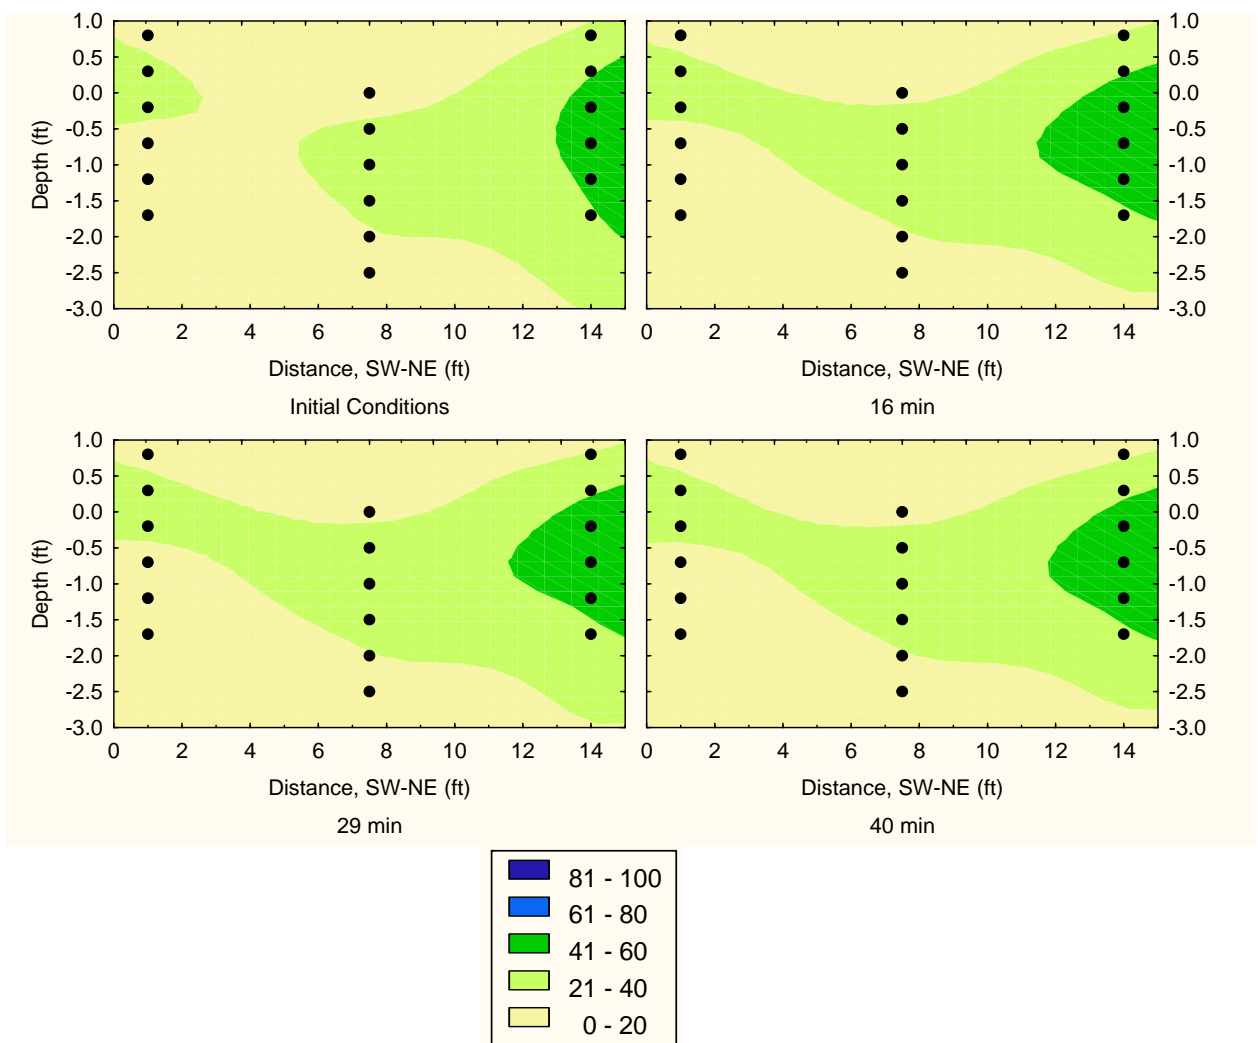 1.0
0.5
0.0
-0.5
-1.0
-1.5
-2.0
-2.5
-3.0
Depth (ft)
0 2 4 6 8 10 12 14
Distance, SW-NE (ft)
Initial Conditions
1.0
0.5
0.0
-0.5
-1.0
-1.5
-2.0
-2.5
-3.0
0 2 4 6 8 10 12 14
Distance, SW-NE (ft)
16 min
1.0
0.5
0.0
-0.5
-1.0
-1.5
-2.0
-2.5
-3.0
Depth (ft)
0 2 4 6 8 10 12 14
Distance, SW-NE (ft)
29 min
1.0
0.5
0.0
-0.5
-1.0
-1.5
-2.0
-2.5
-3.0
0 2 4 6 8 10 12 14
Distance, SW-NE (ft)
40 min
81 - 100
61 - 80
41 - 60
21 - 40
0 - 20